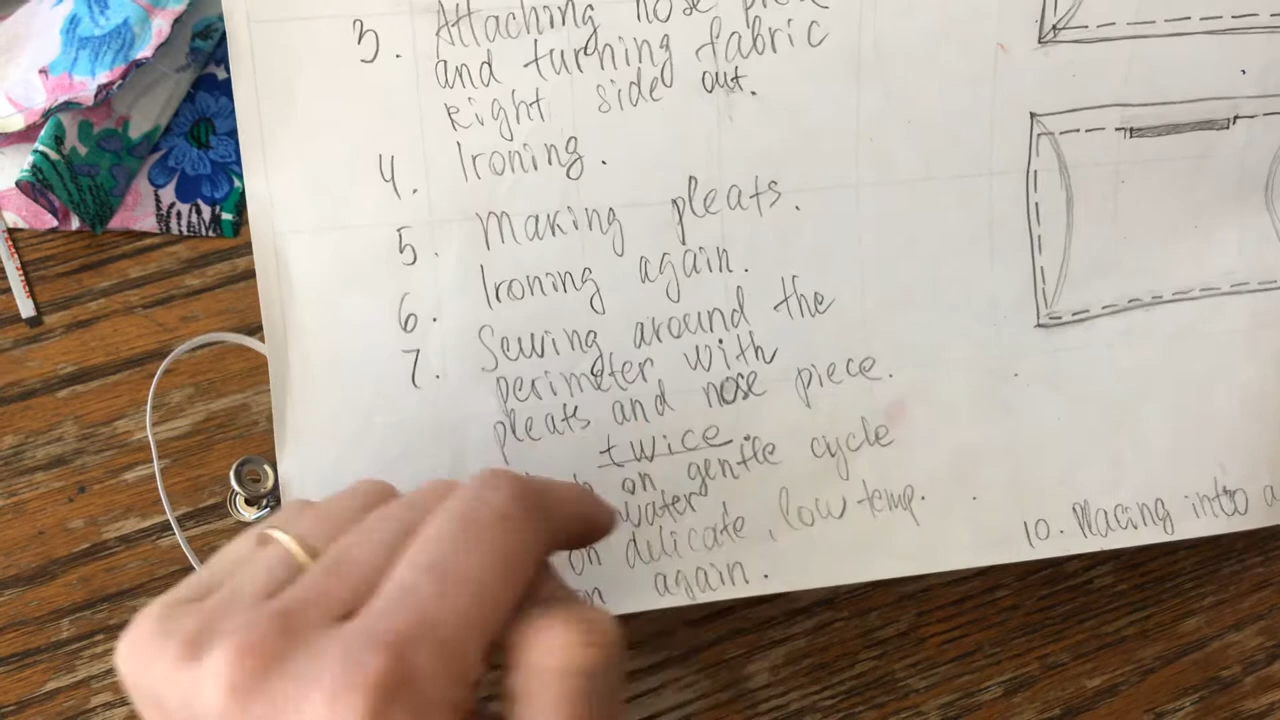 3. Attaching nose
and turning fabric
right side out.
4. Ironing.
5. Making pleats.
6. Ironing again.
7. Sewing around the
perimeter with
pleats and nose piece.
twice.
on gentle cycle
water
on delicate, low temp.
again.
10. Placing into a